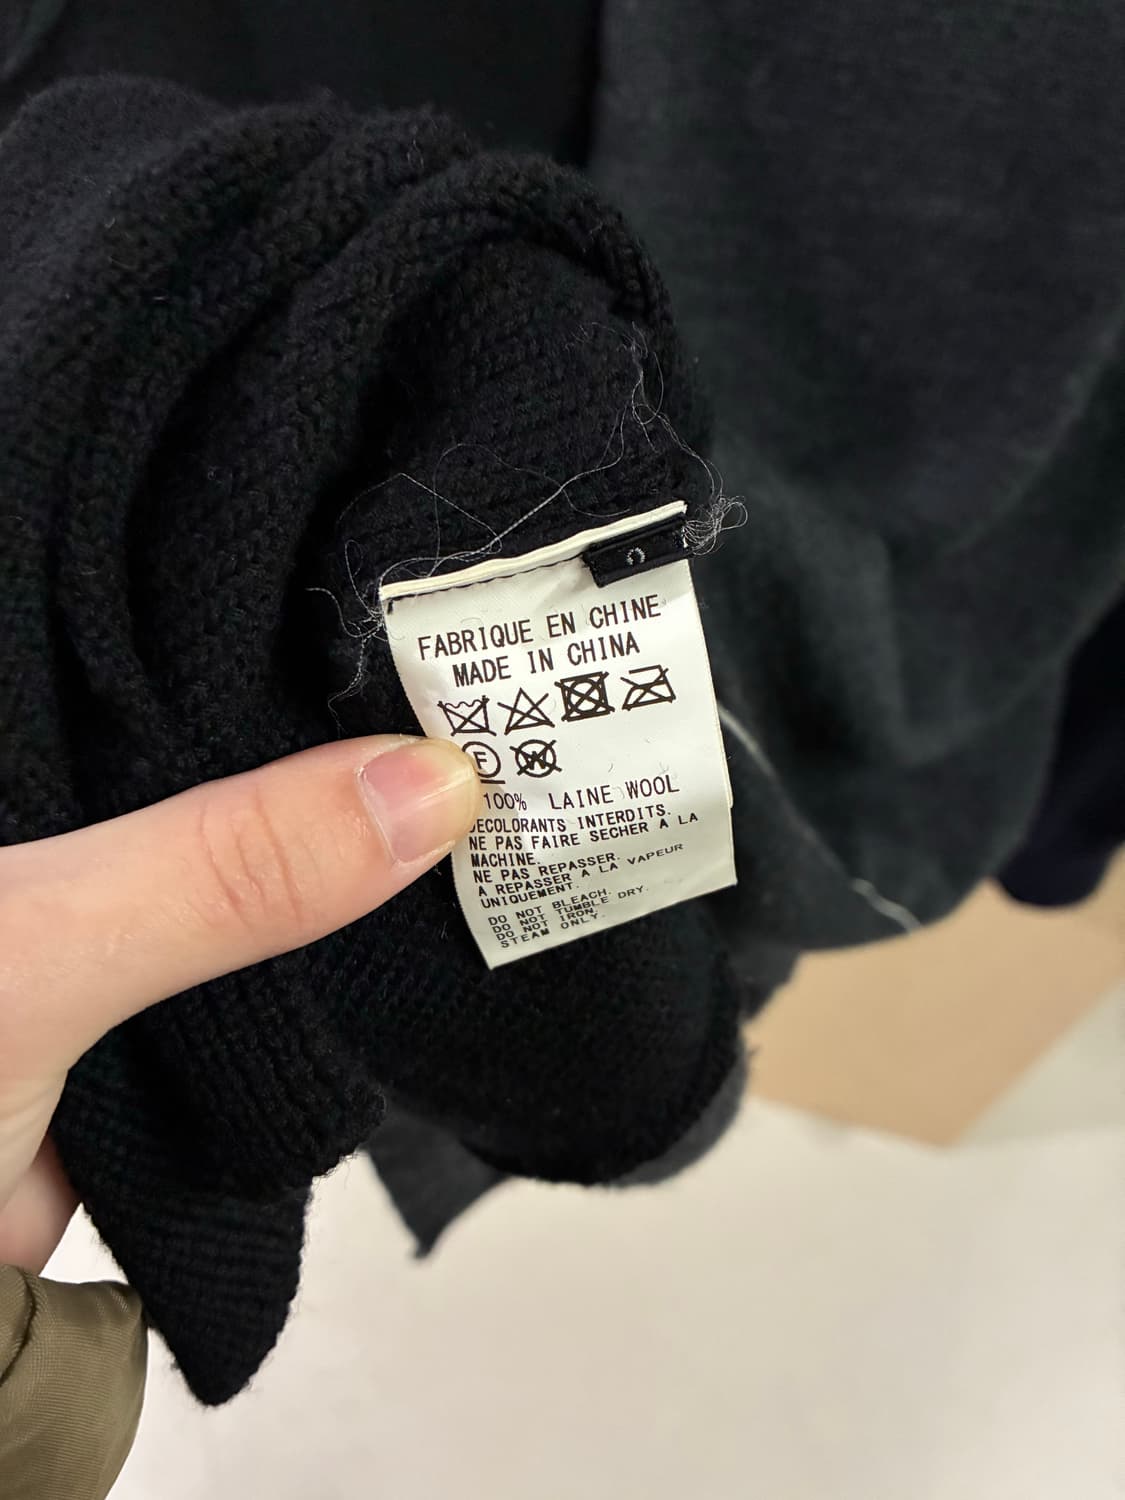 0
FABRIQUE EN CHINE
MADE IN CHINA
F W
100% LAINE WOOL
DECOLORANTS INTERDITS.
NE PAS FAIRE SECHER A LA
MACHINE.
NE PAS REPASSER.
A REPASSER A LA VAPEUR
UNIQUEMENT.
DO NOT BLEACH.
DO NOT TUMBLE DRY.
DO NOT IRON.
STEAM ONLY.